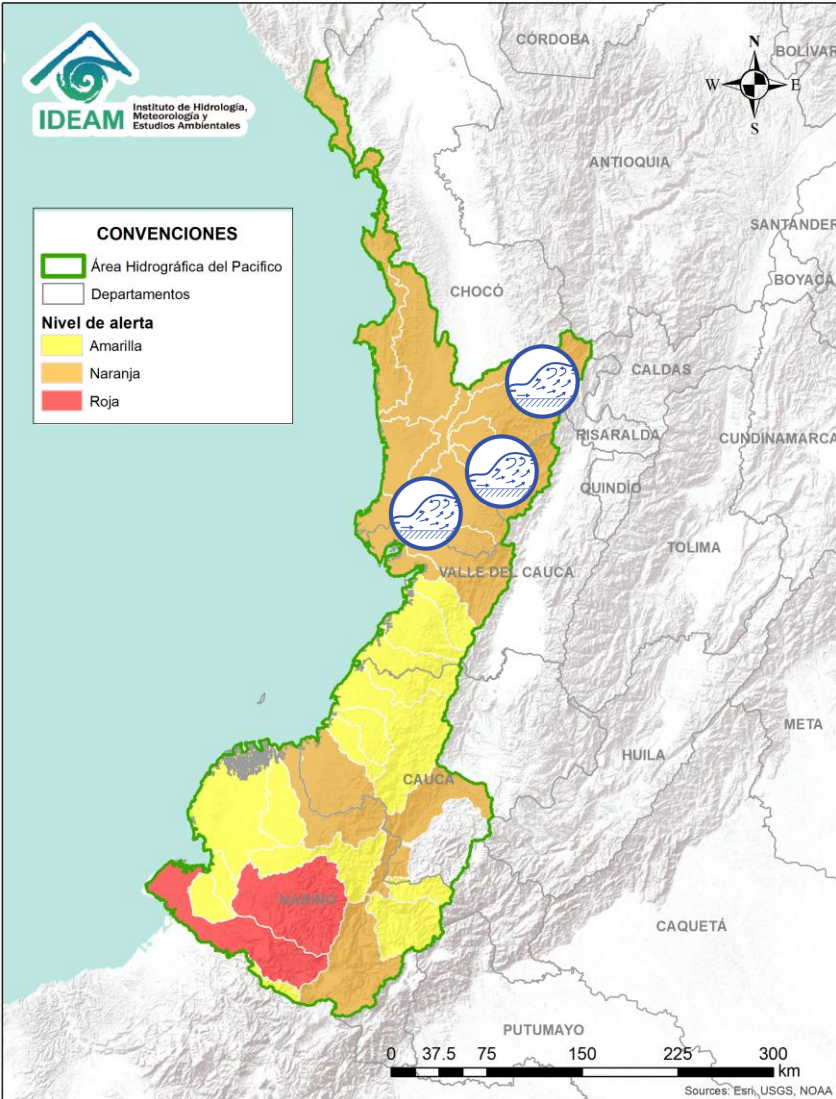 CÓRDOBA
BOLÍVAR
N
W
E
S
IDEAM
Instituto de Hidrología,
Meteorología y
Estudios Ambientales
ANTIOQUIA
SANTANDER
BOYACÁ
CONVENCIONES
Área Hidrográfica del Pacifico
Departamentos
Nivel de alerta
Amarilla
Naranja
Roja
CHOCÓ
CALDAS
RISARALDA
CUNDINAMARCA
QUINDÍO
TOLIMA
VALLE DEL CAUCA
META
HUILA
CAUCA
NARIÑO
CAQUETÁ
PUTUMAYO
0 37.5 75 150 225 300
km
Sources: Esri, USGS, NOAA